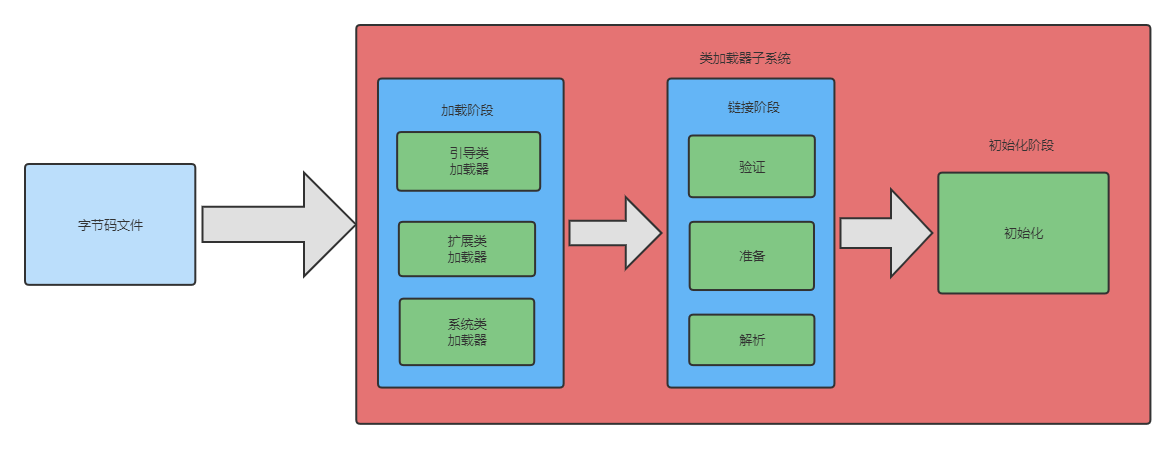 字节码文件
类加载器子系统
加载阶段
引导类
加载器
扩展类
加载器
系统类
加载器
链接阶段
验证
准备
解析
初始化阶段
初始化